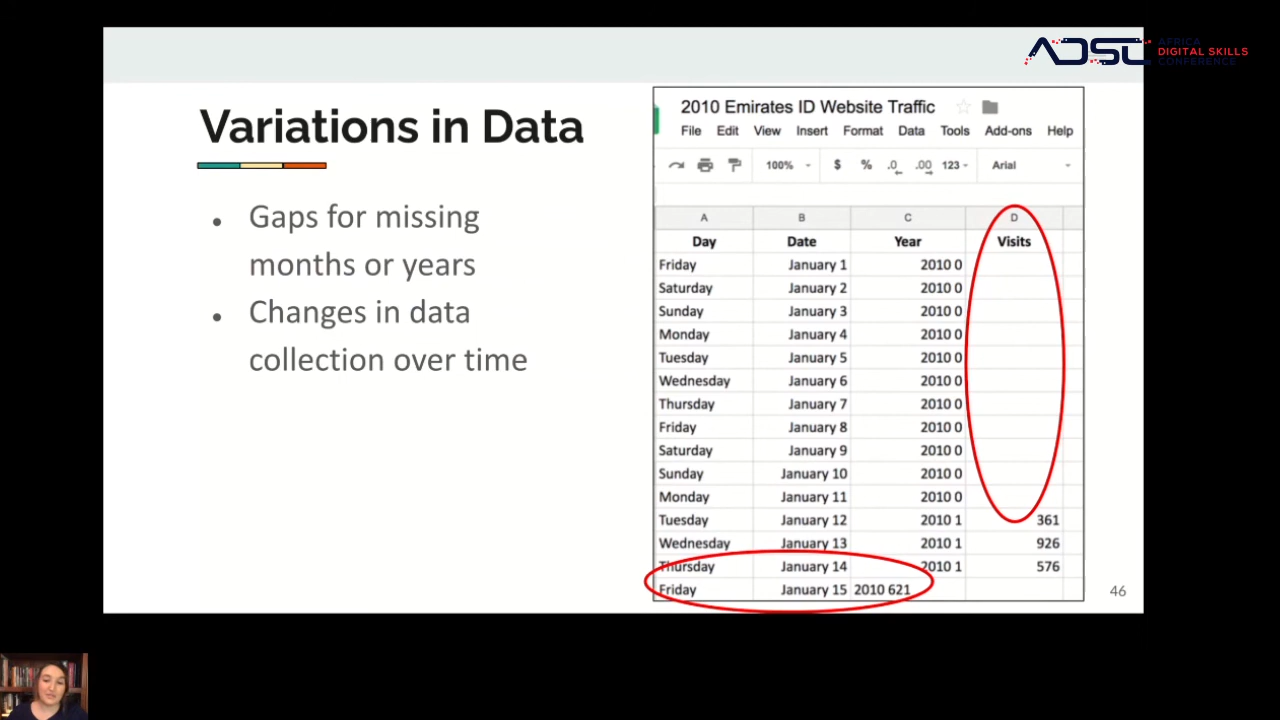 ADSC AFRICA
DIGITAL SKILLS
CONFERENCE
Variations in Data
● Gaps for missing
months or years
● Changes in data
collection over time
2010 Emirates ID Website Traffic
File Edit View Insert Format Data Tools Add-ons Help
100% $ % .0 .00 123 Arial
A B C D
Day Date Year Visits
Friday January 1 2010 0
Saturday January 2 2010 0
Sunday January 3 2010 0
Monday January 4 2010 0
Tuesday January 5 2010 0
Wednesday January 6 2010 0
Thursday January 7 2010 0
Friday January 8 2010 0
Saturday January 9 2010 0
Sunday January 10 2010 0
Monday January 11 2010 0
Tuesday January 12 2010 1 361
Wednesday January 13 2010 1 926
Thursday January 14 2010 1 576
Friday January 15 2010 621
46